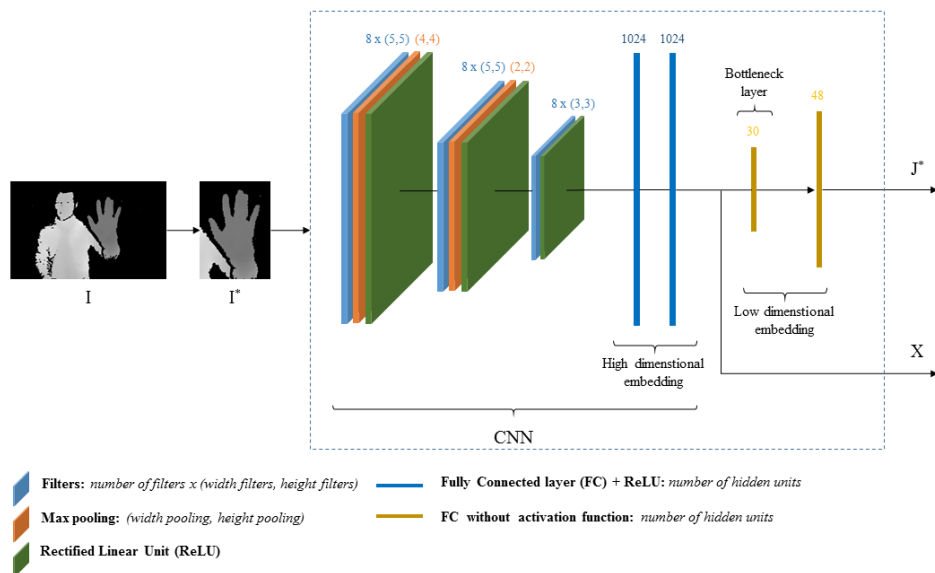 8 x (5,5) (4,4)
8 x (5,5) (2,2)
8 x (3,3)
1024 1024
Bottleneck
layer
30
48
J*
I
I*
High dimenstional
embedding
Low dimenstional
embedding
X
CNN
Filters: number of filters x (width filters, height filters)
Max pooling: (width pooling, height pooling)
Rectified Linear Unit (ReLU)
Fully Connected layer (FC) + ReLU: number of hidden units
FC without activation function: number of hidden units